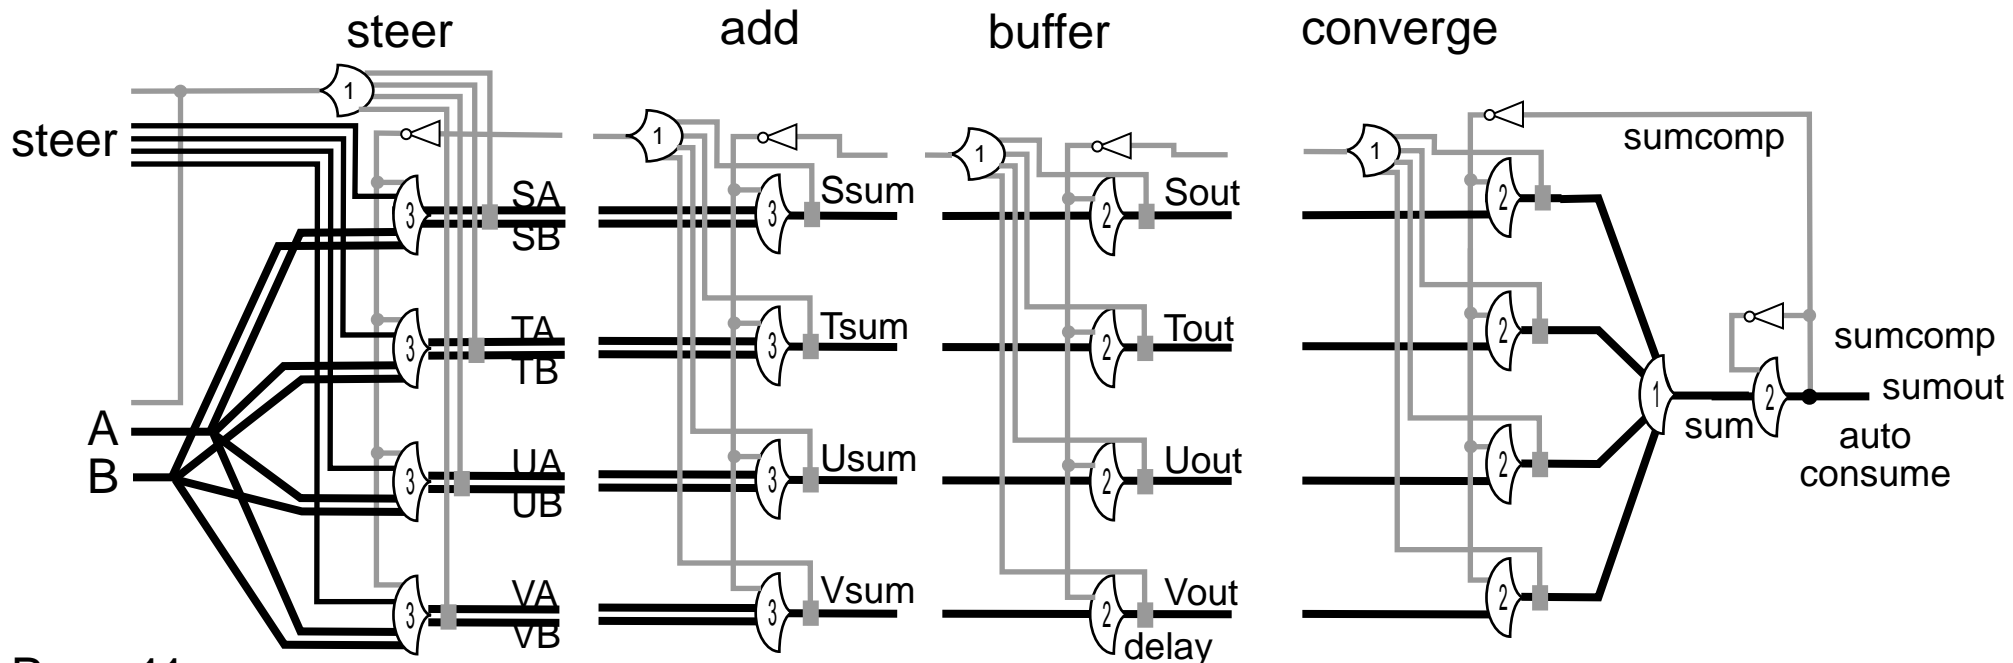 steer
add
buffer
converge
1
1
1
1
steer
3
3
3
3
A
B
SA
SB
TA
TB
UA
UB
VA
VB
3
3
3
3
Ssum
Tsum
Usum
Vsum
2
2
2
2
Sout
Tout
Uout
Vout
delay
2
2
2
2
sumcomp
1
sum
2
sumcomp
sumout
auto
consume